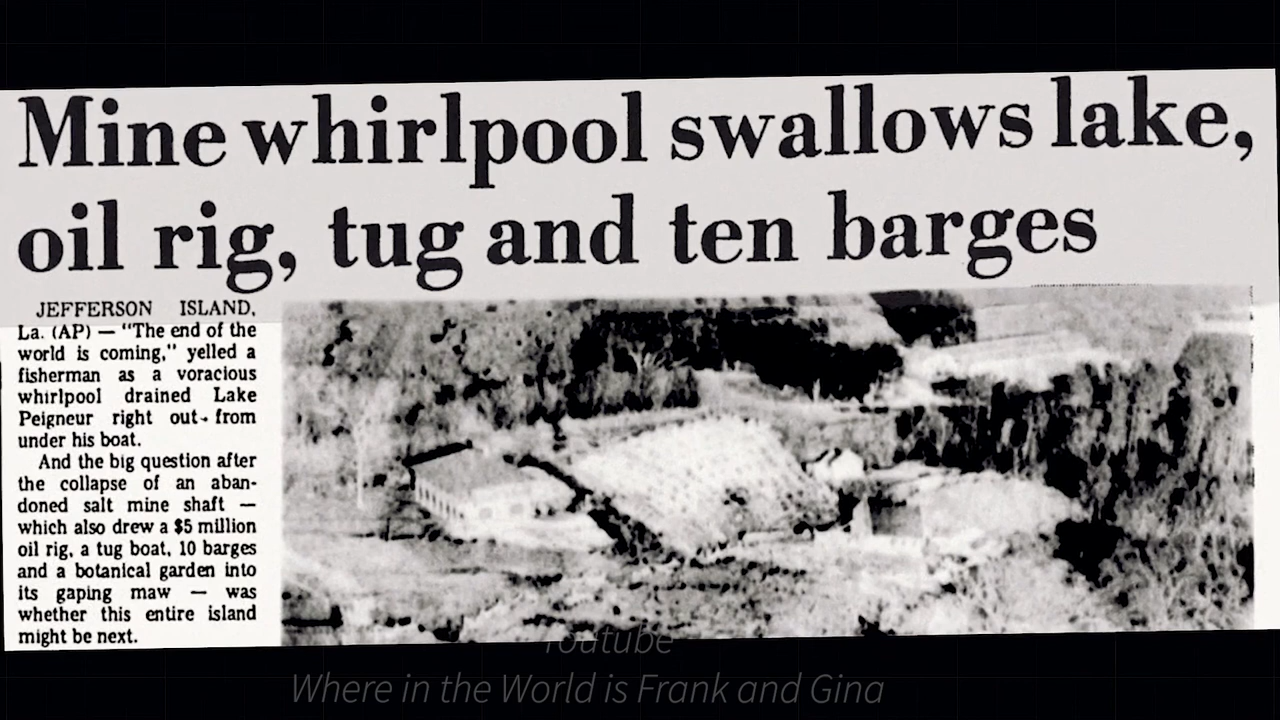 Mine whirlpool swallows lake,
oil rig, tug and ten barges
JEFFERSON ISLAND,
La. (AP) — "The end of the
world is coming," yelled a
fisherman as a voracious
whirlpool drained Lake
Peigneur right out from
under his boat.
And the big question after
the collapse of an aban-
doned salt mine shaft —
which also drew a $5 million
oil rig, a tug boat, 10 barges
and a botanical garden into
its gaping maw — was
whether this entire island
might be next.
Youtube
Where in the World is Frank and Gina